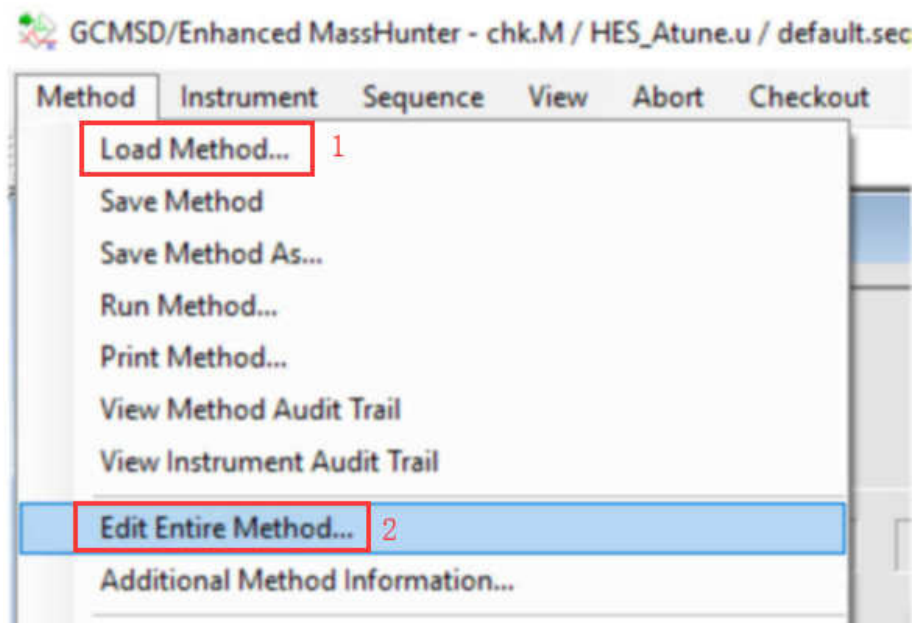 GCMSD/Enhanced MassHunter - chk.M / HES_Atune.u / default.sec
Method Instrument Sequence View Abort Checkout
Load Method... 1
Save Method
Save Method As...
Run Method...
Print Method...
View Method Audit Trail
View Instrument Audit Trail
Edit Entire Method... 2
Additional Method Information...